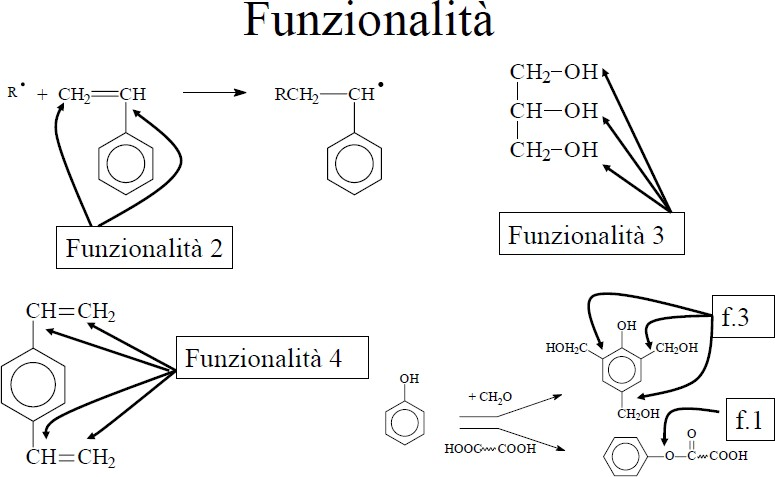 Funzionalità
R• + CH2=CH
RCH2—CH•
Funzionalità 2
CH2—OH
CH—OH
CH2—OH
Funzionalità 3
CH=CH2
CH=CH2
Funzionalità 4
OH
+ CH2O
HOOC~~COOH
OH
HOH2C
CH2OH
CH2OH
f.3
f.1
O
O—C~~COOH